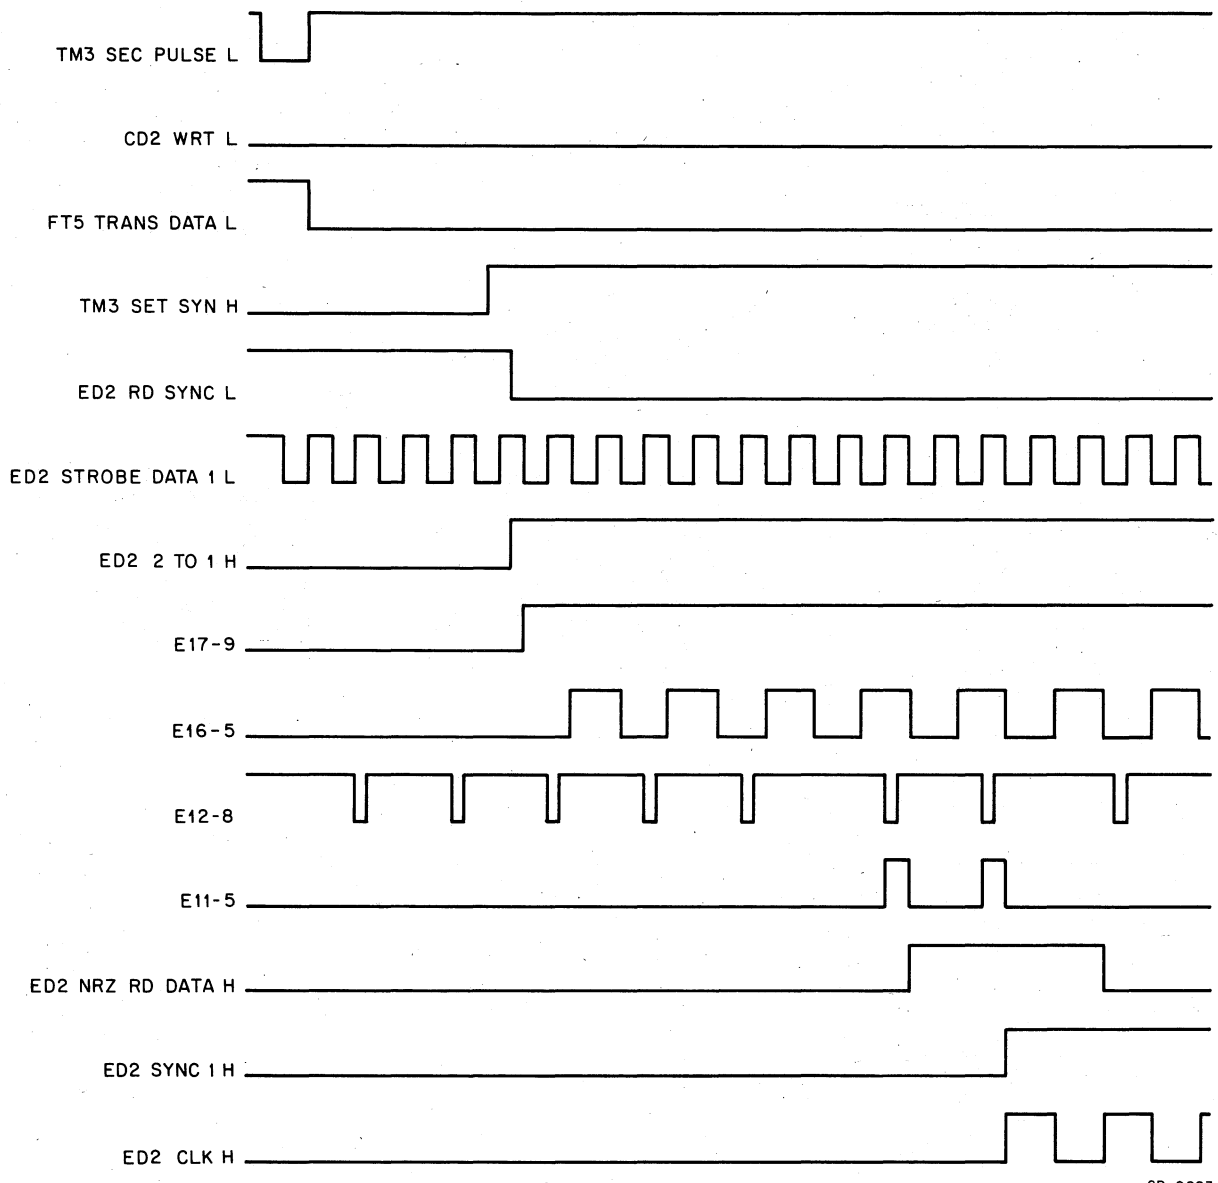 TM3 SEC PULSE L
CD2 WRT L
FT5 TRANS DATA L
TM3 SET SYN H
ED2 RD SYNC L
ED2 STROBE DATA 1 L
ED2 2 TO 1 H
E17-9
E16-5
E12-8
E11-5
ED2 NRZ RD DATA H
ED2 SYNC 1 H
ED2 CLK H